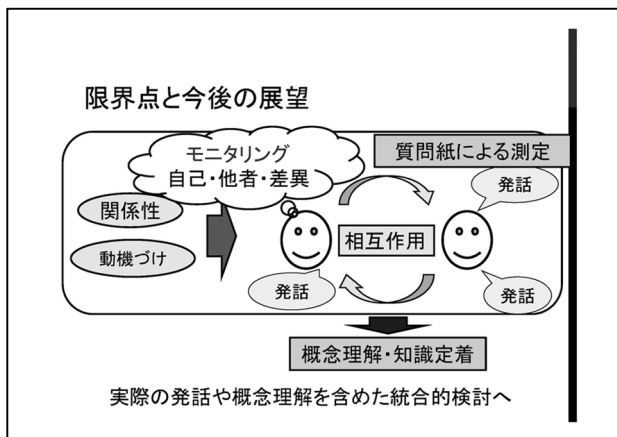 限界点と今後の展望
モニタリング
自己・他者・差異
質問紙による測定
発話
関係性
動機づけ
相互作用
発話
発話
概念理解・知識定着
実際の発話や概念理解を含めた統合的検討へ